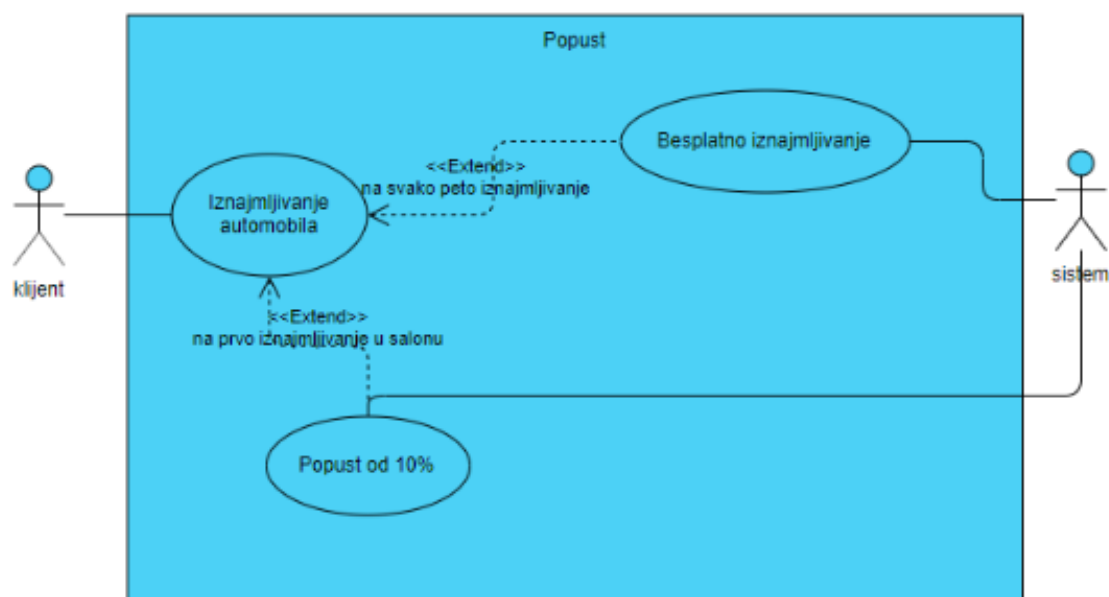 Popust
Besplatno iznajmljivanje
<<Extend>>
na svako peto iznajmljivanje
Iznajmljivanje
automobila
klijent
sistem
<<Extend>>
na prvo iznajmljivanje u salonu
Popust od 10%